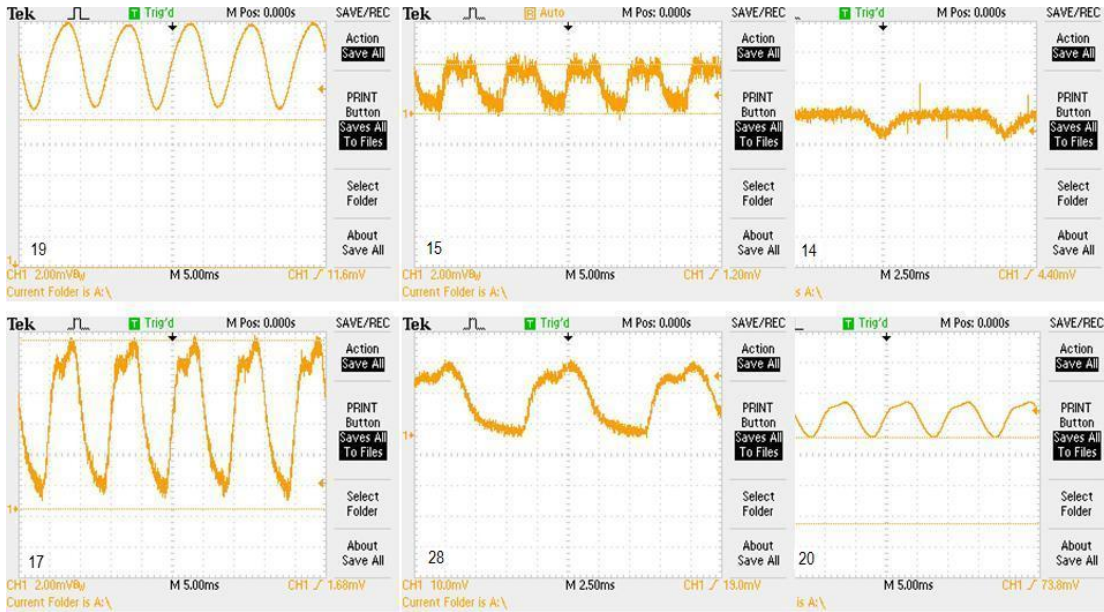 Tek Trig'd M Pos: 0.000s SAVE/REC
Action
Save All
PRINT
Button
Saves All
To Files
Select
Folder
About
Save All
1
19
CH1 2.00mVBW M 5.00ms CH1 11.6mV
Current Folder is A:\
Tek R Auto M Pos: 0.000s SAVE/REC
Action
Save All
PRINT
Button
Saves All
To Files
Select
Folder
About
Save All
1
15
CH1 2.00mVBW M 5.00ms CH1 1.20mV
Current Folder is A:\
T Trig'd M Pos: 0.000s SAVE/REC
Action
Save All
PRINT
Button
Saves All
To Files
Select
Folder
About
Save All
14
M 2.50ms CH1 4.40mV
s A:\
Tek T Trig'd M Pos: 0.000s SAVE/REC
Action
Save All
PRINT
Button
Saves All
To Files
Select
Folder
About
Save All
1
17
CH1 2.00mVBW M 5.00ms CH1 1.68mV
Current Folder is A:\
Tek T Trig'd M Pos: 0.000s SAVE/REC
Action
Save All
PRINT
Button
Saves All
To Files
Select
Folder
About
Save All
1
28
CH1 10.0mV M 2.50ms CH1 19.0mV
Current Folder is A:\
T Trig'd M Pos: 0.000s SAVE/REC
Action
Save All
PRINT
Button
Saves All
To Files
Select
Folder
About
Save All
20
M 5.00ms CH1 73.8mV
is A:\